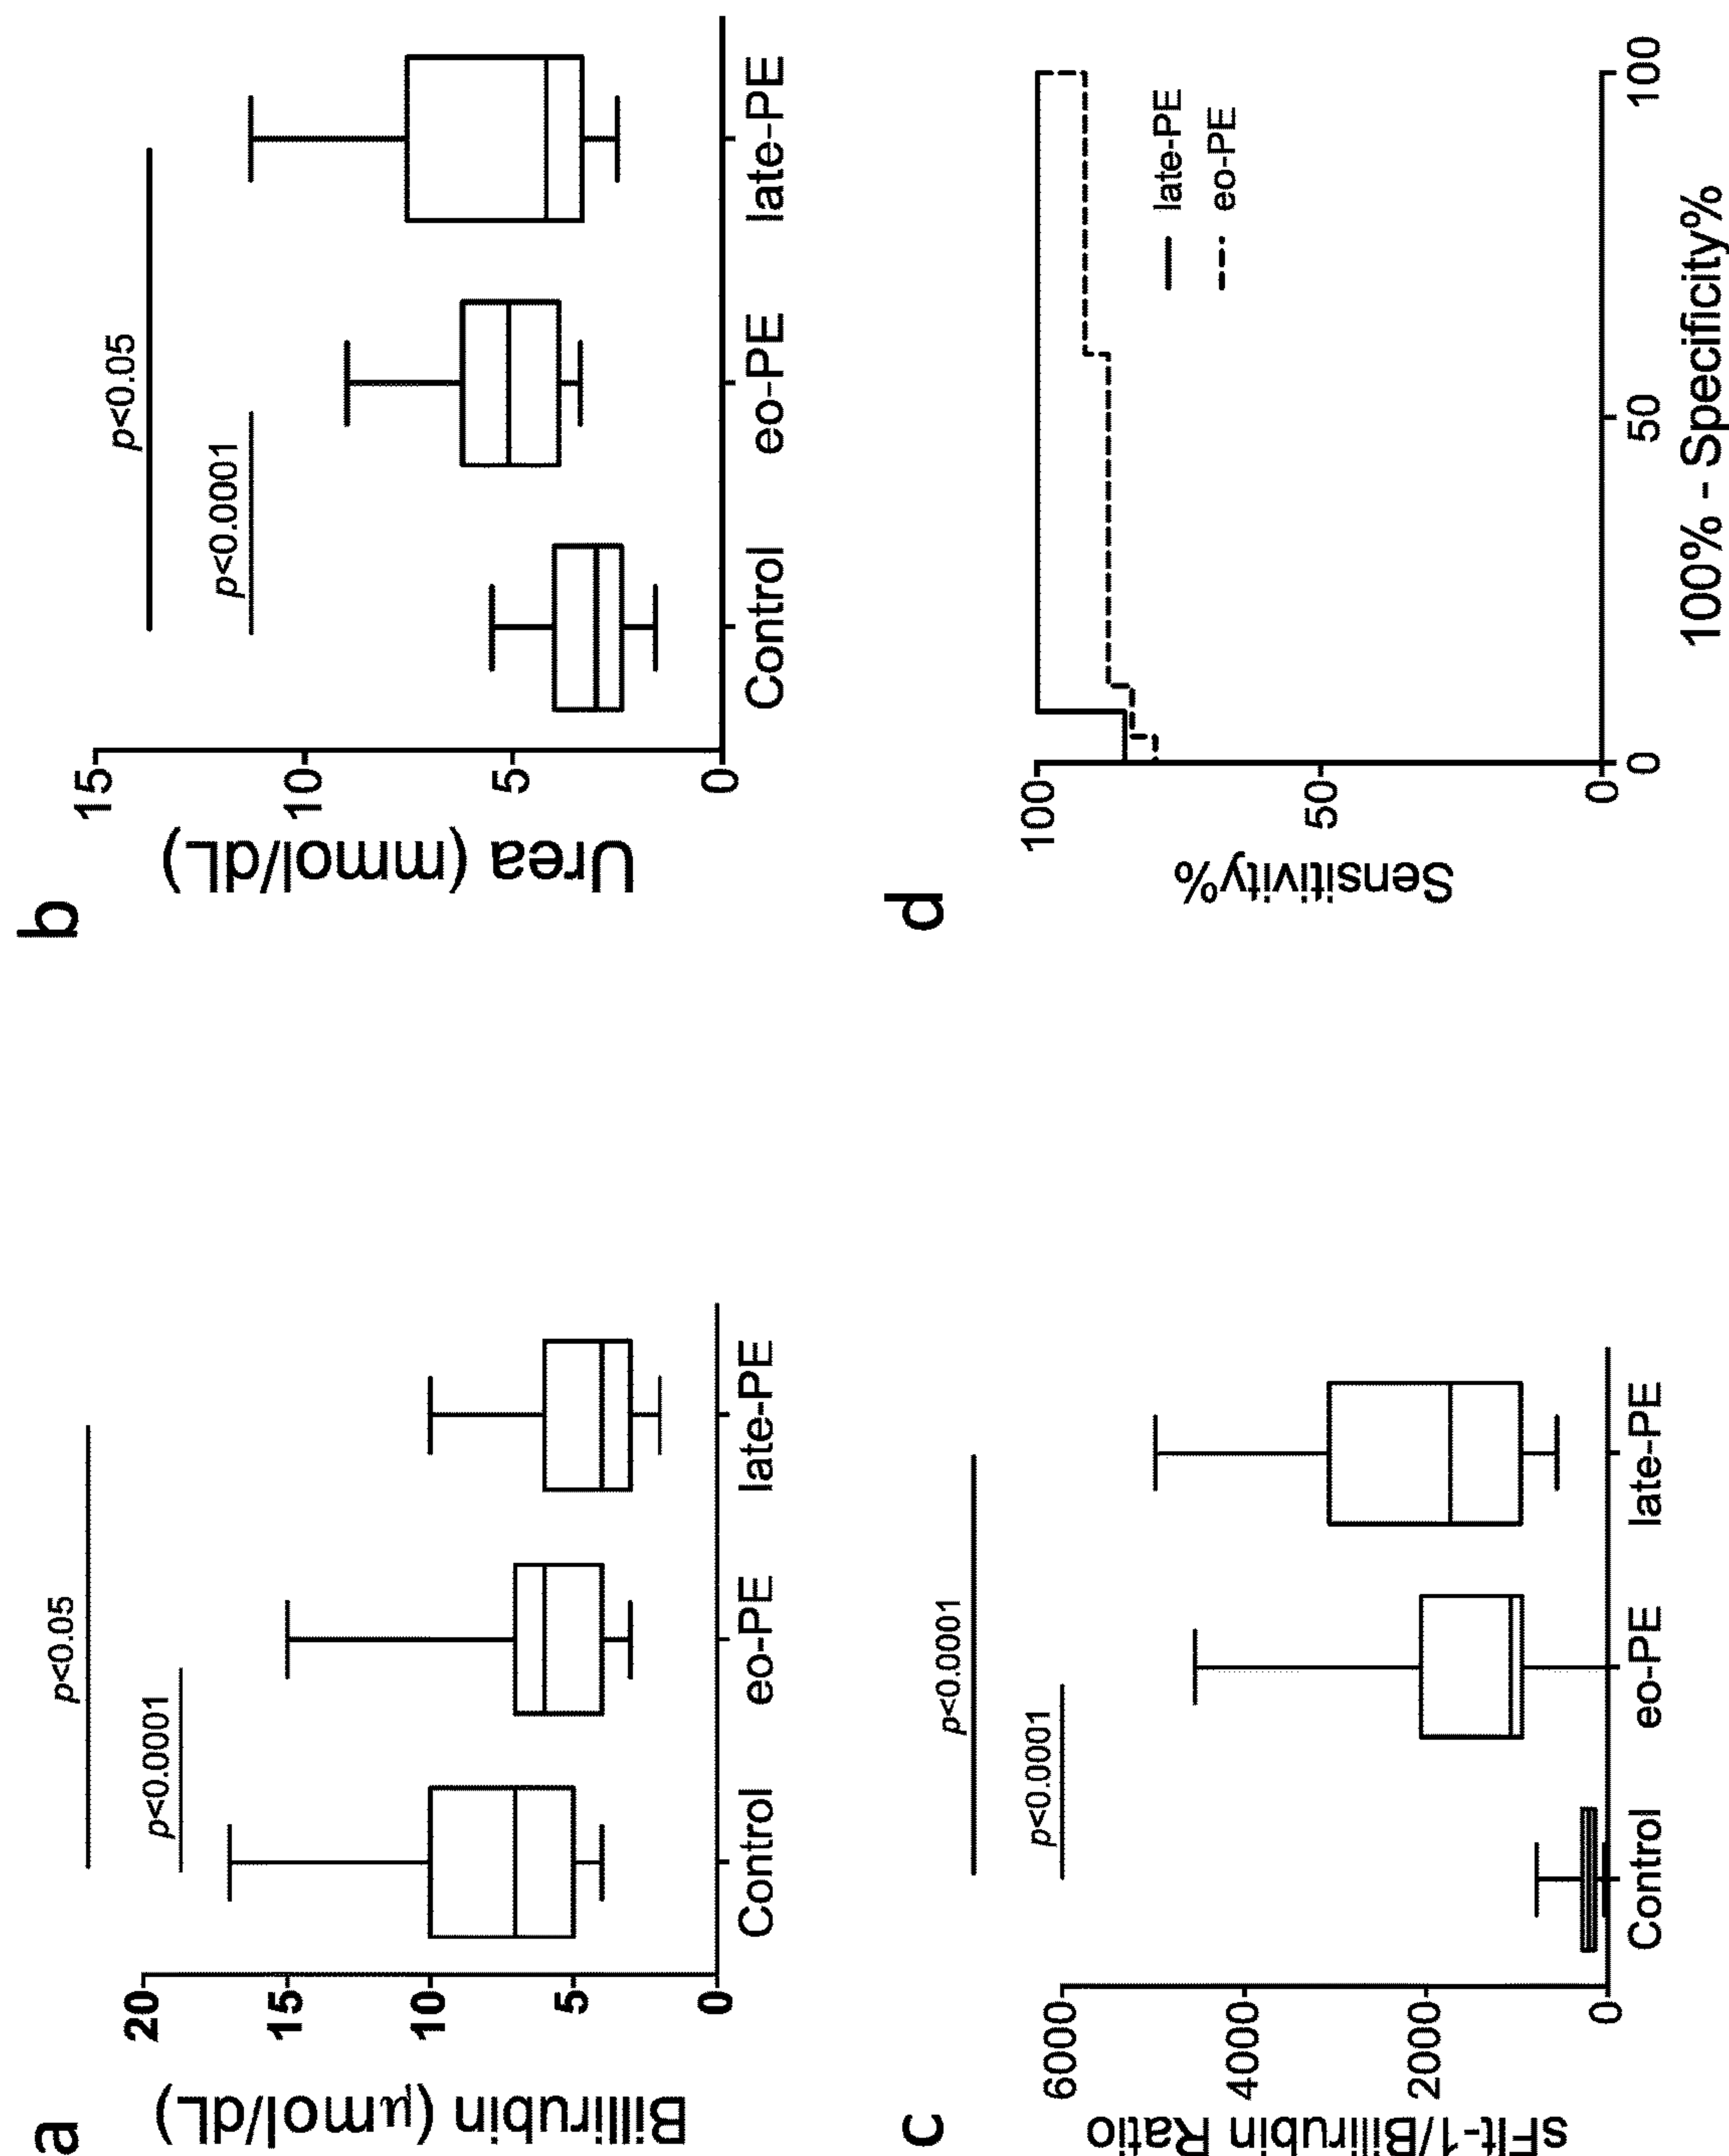 a
Billirubin (µmol/dL)
20
15
10
5
0
p<0.05
p<0.0001
Control
eo-PE
late-PE
b
Urea (mmol/dL)
15
10
5
0
p<0.05
p<0.0001
Control
eo-PE
late-PE
c
sFlt-1/Bilirubin Ratio
6000
4000
2000
0
p<0.0001
p<0.0001
Control
eo-PE
late-PE
d
Sensitivity%
100
50
0
late-PE
eo-PE
0
50
100
100% - Specificity%